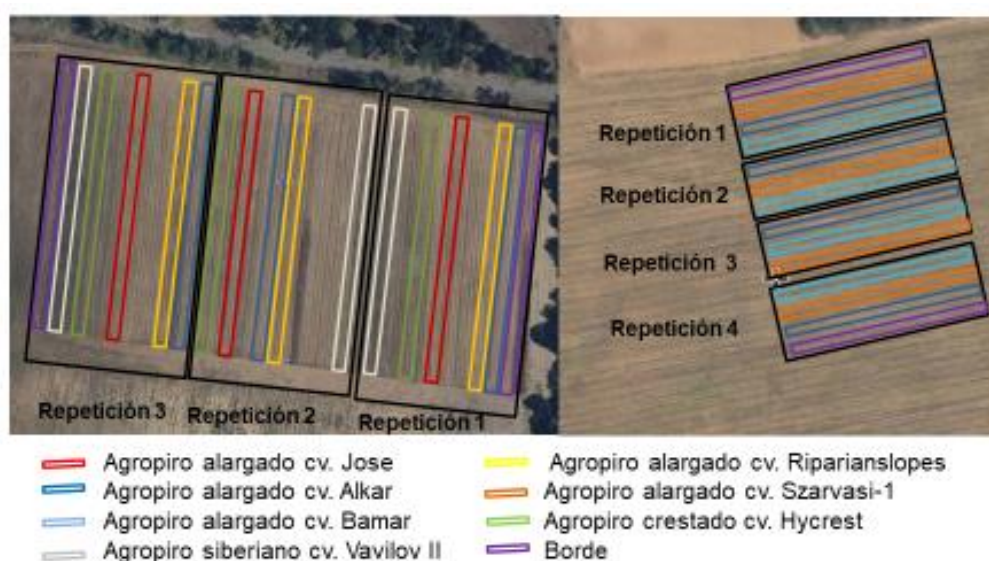 Repetición 1
Repetición 2
Repetición 3
Repetición 4
Repetición 3
Repetición 2
Repetición 1
Agropiro alargado cv. Jose
Agropiro alargado cv. Alkar
Agropiro alargado cv. Bamar
Agropiro siberiano cv. Vavilov II
Agropiro alargado cv. Riparianslopes
Agropiro alargado cv. Szarvasi-1
Agropiro crestado cv. Hycrest
Borde